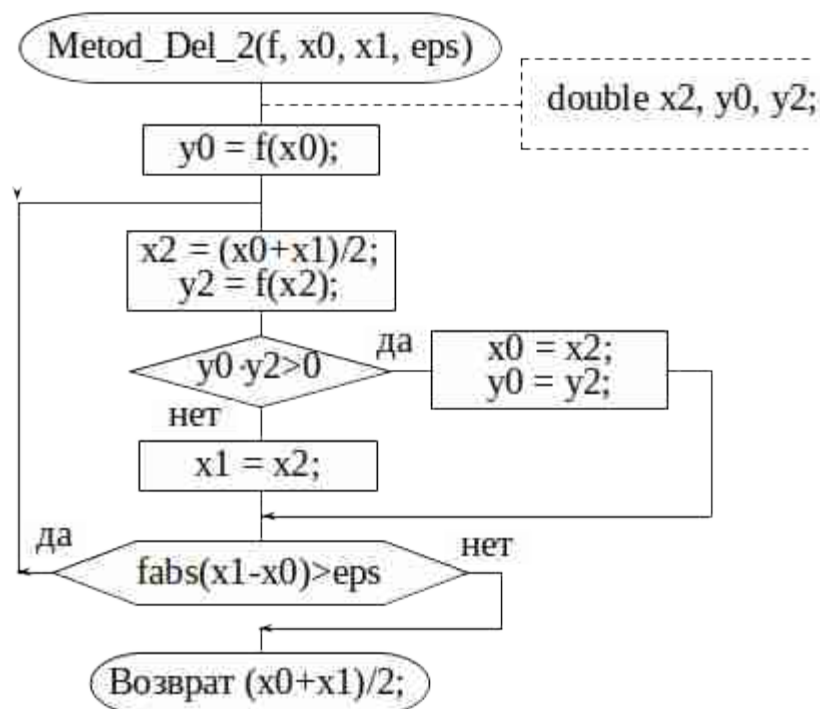 Metod_Del_2(f, x0, x1, eps)
double x2, y0, y2;
y0 = f(x0);
x2 = (x0+x1)/2;
y2 = f(x2);
y0·y2>0
да
x0 = x2;
y0 = y2;
нет
x1 = x2;
да
fabs(x1-x0)>eps
нет
Возврат (x0+x1)/2;